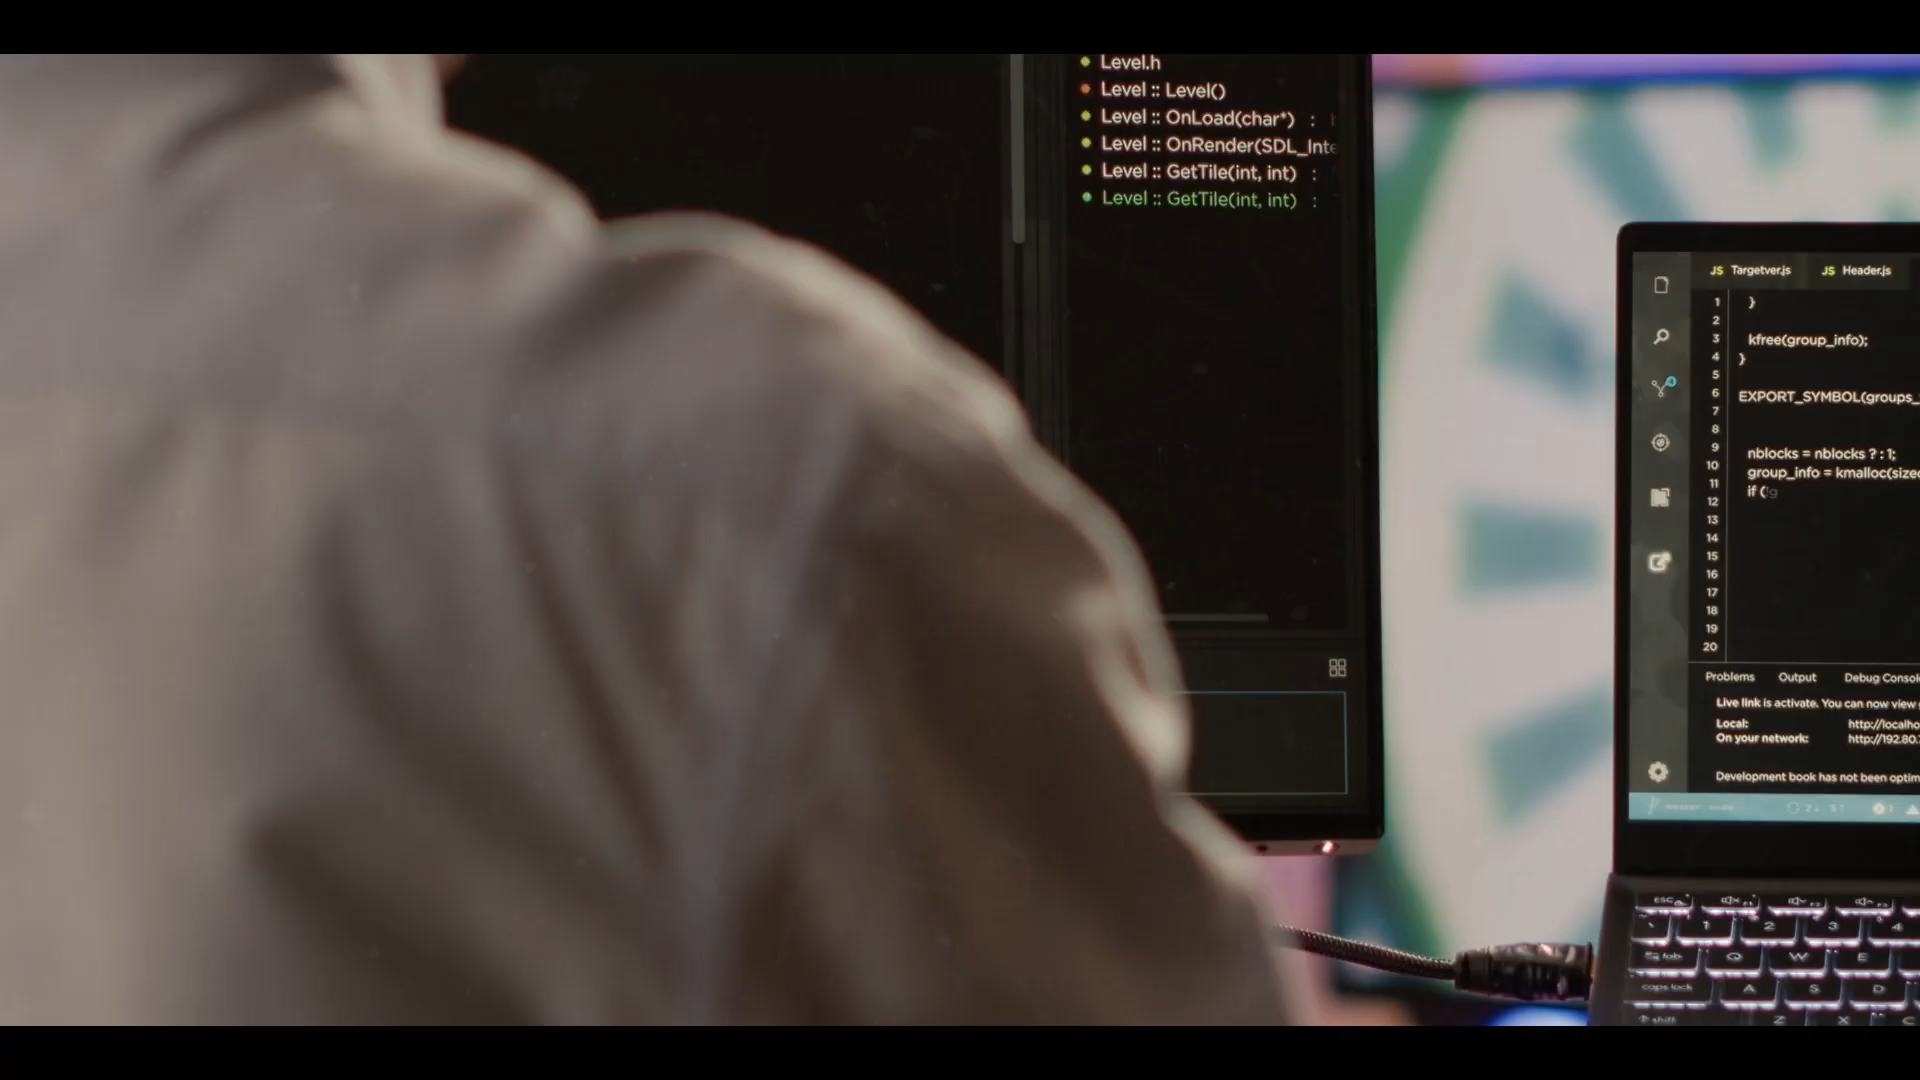 Level.h
Level :: Level()
Level :: OnLoad(char*) :
Level :: OnRender(SDL_Inte
Level :: GetTile(int, int) :
Level :: GetTile(int, int) :
JS Targetver.js JS Header.js
1 }
2
3 kfree(group_info);
4 }
5
6 EXPORT_SYMBOL(groups_
7
8
9 nblocks = nblocks ? : 1;
10 group_info = kmalloc(sizeo
11 if (!g
12
13
14
15
16
17
18
19
20
Problems Output Debug Consol
Live link is activate. You can now view
Local: http://localho
On your network: http://192.80.
Development book has not been optim
esc
1 2 3 4
tab Q W E
caps lock A S D
shift Z X C